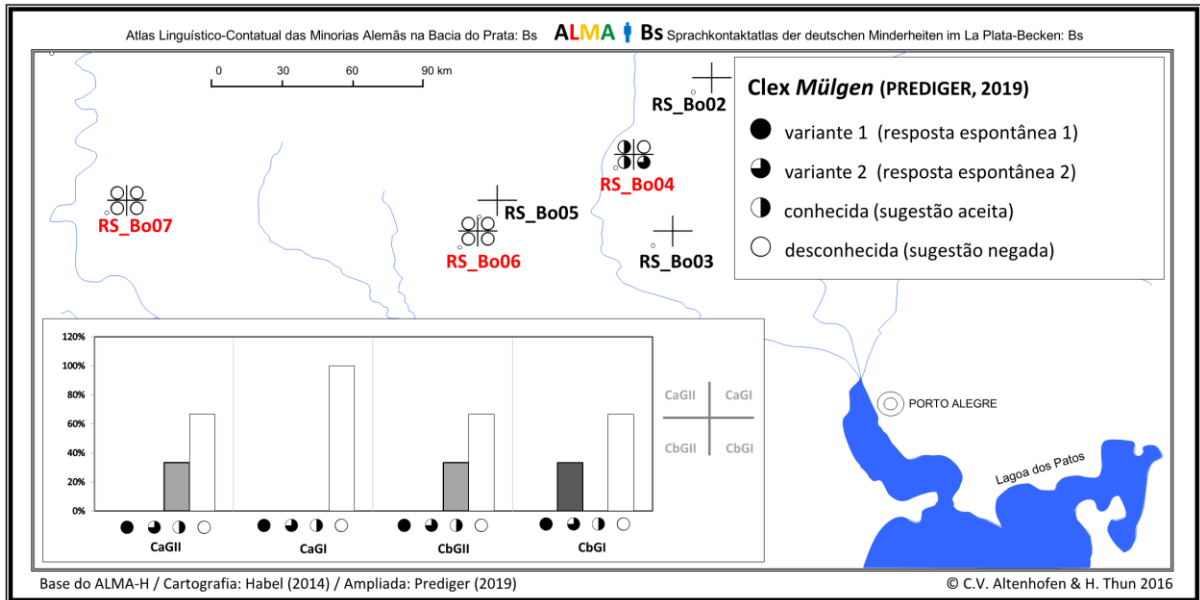 Atlas Linguístico-Contatual das Minorias Alemãs na Bacia do Prata: Bs ALMA Bs Sprachkontaktatlas der deutschen Minderheiten im La Plata-Becken: Bs
0 30 60 90 km
RS_Bo02
RS_Bo04
RS_Bo07
RS_Bo05
RS_Bo06
RS_Bo03
Clex Mülgen (PREDIGER, 2019)
variante 1 (resposta espontânea 1)
variante 2 (resposta espontânea 2)
conhecida (sugestão aceita)
desconhecida (sugestão negada)
120%
100%
80%
60%
40%
20%
0%
CaGII CaGI CbGII CbGI
CaGII CaGI
CbGII CbGI
PORTO ALEGRE
Lagoa dos Patos
Base do ALMA-H / Cartografia: Habel (2014) / Ampliada: Prediger (2019)
© C.V. Altenhofen & H. Thun 2016